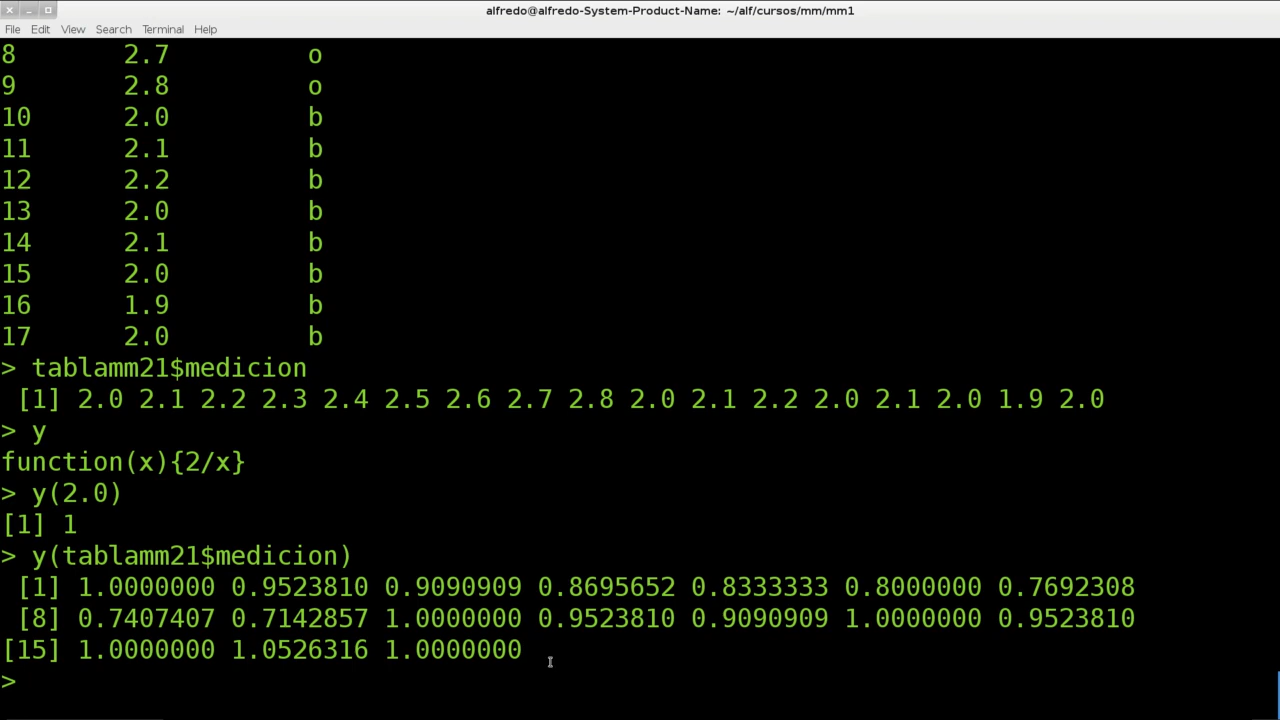 alfredo@alfredo-System-Product-Name: ~/alf/cursos/mm/mm1
File Edit View Search Terminal Help
8 2.7 o
9 2.8 o
10 2.0 b
11 2.1 b
12 2.2 b
13 2.0 b
14 2.1 b
15 2.0 b
16 1.9 b
17 2.0 b
> tablamm21$medicion
[1] 2.0 2.1 2.2 2.3 2.4 2.5 2.6 2.7 2.8 2.0 2.1 2.2 2.0 2.1 2.0 1.9 2.0
> y
function(x){2/x}
> y(2.0)
[1] 1
> y(tablamm21$medicion)
[1] 1.0000000 0.9523810 0.9090909 0.8695652 0.8333333 0.8000000 0.7692308
[8] 0.7407407 0.7142857 1.0000000 0.9523810 0.9090909 1.0000000 0.9523810
[15] 1.0000000 1.0526316 1.0000000
>